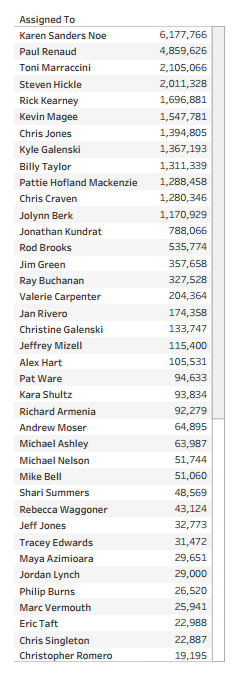 Assigned To
Karen Sanders Noe 6,177,766
Paul Renaud 4,859,626
Toni Marraccini 2,105,066
Steven Hickle 2,011,328
Rick Kearney 1,696,881
Kevin Magee 1,547,781
Chris Jones 1,394,805
Kyle Galenski 1,367,193
Billy Taylor 1,311,339
Pattie Hofland Mackenzie 1,288,458
Chris Craven 1,280,346
Jolynn Berk 1,170,929
Jonathan Kundrat 788,066
Rod Brooks 535,774
Jim Green 357,658
Ray Buchanan 327,528
Valerie Carpenter 204,364
Jan Rivero 174,358
Christine Galenski 133,747
Jeffrey Mizell 115,400
Alex Hart 105,531
Pat Ware 94,633
Kara Shultz 93,834
Richard Armenia 92,279
Andrew Moser 64,895
Michael Ashley 63,987
Michael Nelson 51,744
Mike Bell 51,060
Shari Summers 48,569
Rebecca Waggoner 43,124
Jeff Jones 32,773
Tracey Edwards 31,472
Maya Azimioara 29,651
Jordan Lynch 29,000
Philip Burns 26,520
Marc Vermouth 25,941
Eric Taft 22,988
Chris Singleton 22,887
Christopher Romero 19,195